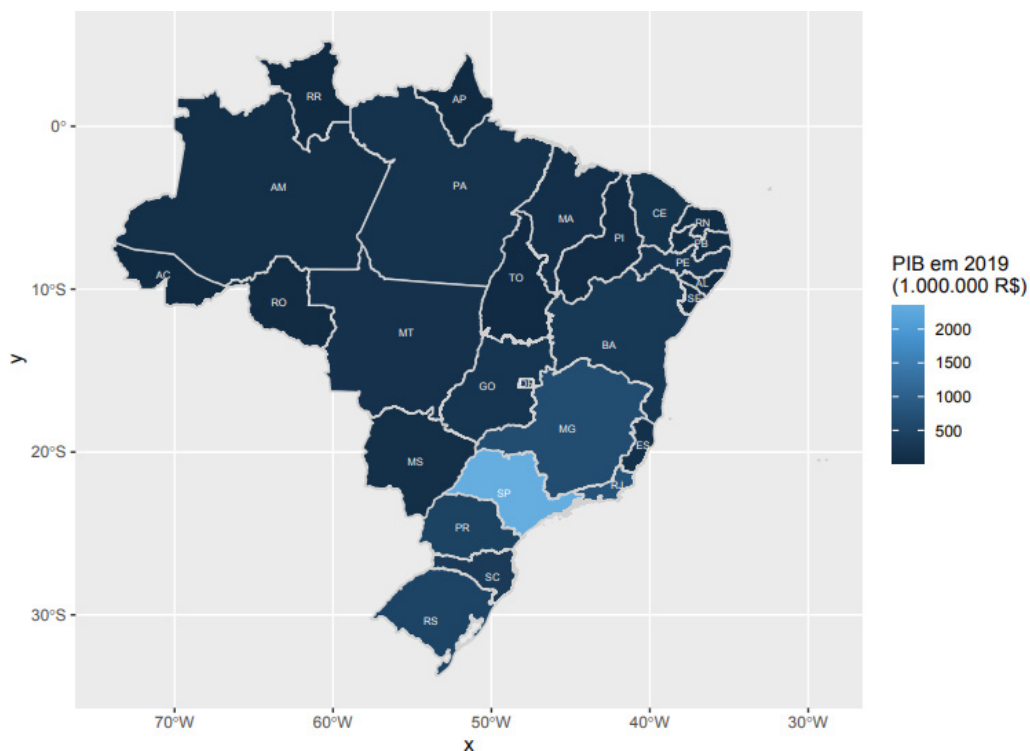 RR
AP
0°
AM
PA
MA
CE
RN
PI
PB
PE
AC
TO
AL
10°S
RO
SE
MT
BA
GO
DF
MG
ES
20°S
MS
RJ
SP
PR
SC
30°S
RS
y
70°W 60°W 50°W 40°W 30°W
x
PIB em 2019
(1.000.000 R$)
2000
1500
1000
500